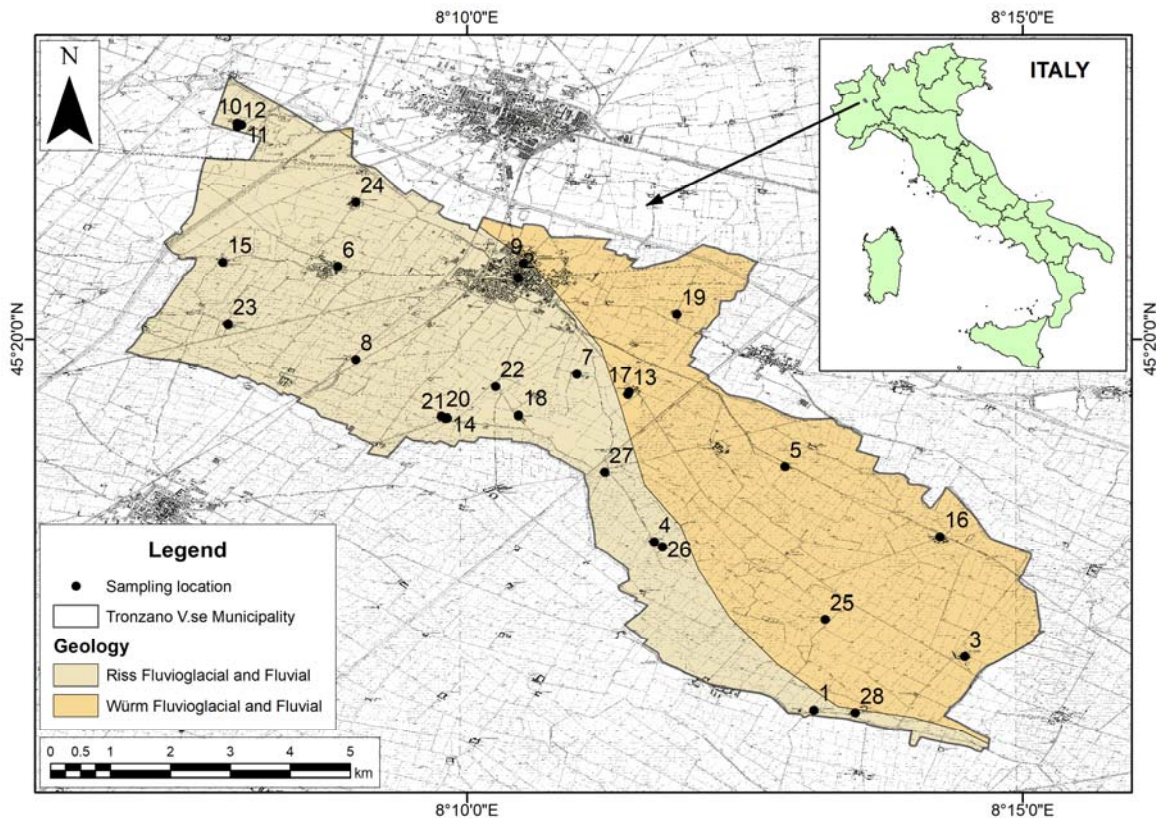 8°10'0"E
8°15'0"E
N
ITALY
10
12
11
24
15
6
9
2
19
23
45°20'0"N
45°20'0"N
8
7
22
17
13
21
20
18
14
5
27
4
26
16
25
3
1
28
Legend
Sampling location
Tronzano V.se Municipality
Geology
Riss Fluvioglacial and Fluvial
Würm Fluvioglacial and Fluvial
0 0.5 1 2 3 4 5
km
8°10'0"E
8°15'0"E